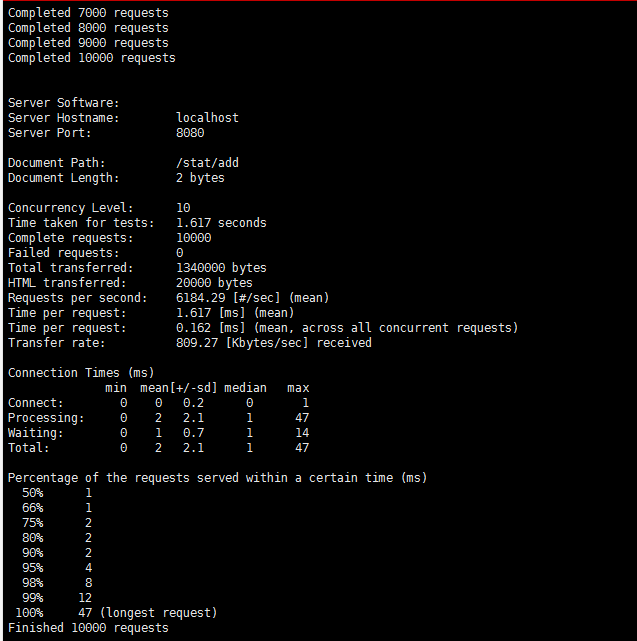 Completed 7000 requests
Completed 8000 requests
Completed 9000 requests
Completed 10000 requests
Server Software:
Server Hostname: localhost
Server Port: 8080
Document Path: /stat/add
Document Length: 2 bytes
Concurrency Level: 10
Time taken for tests: 1.617 seconds
Complete requests: 10000
Failed requests: 0
Total transferred: 1340000 bytes
HTML transferred: 20000 bytes
Requests per second: 6184.29 [#/sec] (mean)
Time per request: 1.617 [ms] (mean)
Time per request: 0.162 [ms] (mean, across all concurrent requests)
Transfer rate: 809.27 [Kbytes/sec] received
Connection Times (ms)
min mean[+/-sd] median max
Connect: 0 0 0.2 0 1
Processing: 0 2 2.1 1 47
Waiting: 0 1 0.7 1 14
Total: 0 2 2.1 1 47
Percentage of the requests served within a certain time (ms)
50% 1
66% 1
75% 2
80% 2
90% 2
95% 4
98% 8
99% 12
100% 47 (longest request)
Finished 10000 requests